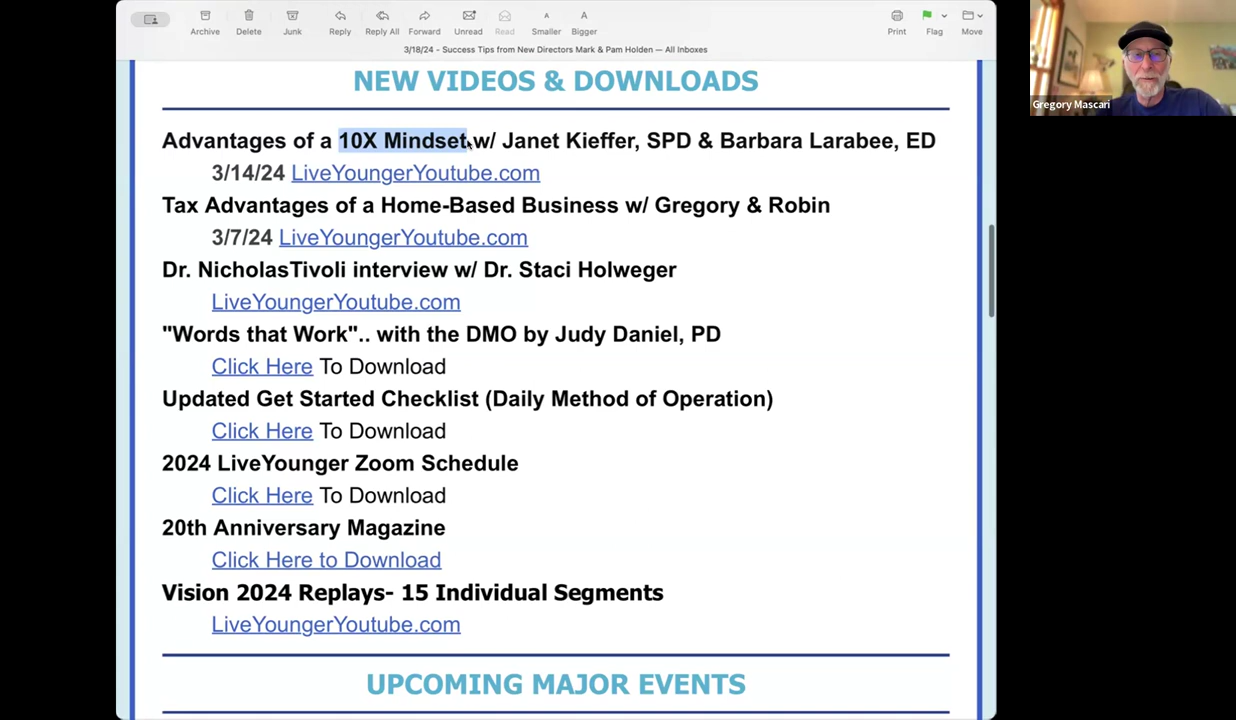 Archive Delete Junk Reply Reply All Forward Unread Read Smaller Bigger Print Flag Move
3/18/24 - Success Tips from New Directors Mark & Pam Holden — All Inboxes
NEW VIDEOS & DOWNLOADS
Advantages of a 10X Mindset w/ Janet Kieffer, SPD & Barbara Larabee, ED
3/14/24 LiveYoungerYoutube.com
Tax Advantages of a Home-Based Business w/ Gregory & Robin
3/7/24 LiveYoungerYoutube.com
Dr. NicholasTivoli interview w/ Dr. Staci Holweger
LiveYoungerYoutube.com
"Words that Work".. with the DMO by Judy Daniel, PD
Click Here To Download
Updated Get Started Checklist (Daily Method of Operation)
Click Here To Download
2024 LiveYounger Zoom Schedule
Click Here To Download
20th Anniversary Magazine
Click Here to Download
Vision 2024 Replays- 15 Individual Segments
LiveYoungerYoutube.com
UPCOMING MAJOR EVENTS
Gregory Mascari